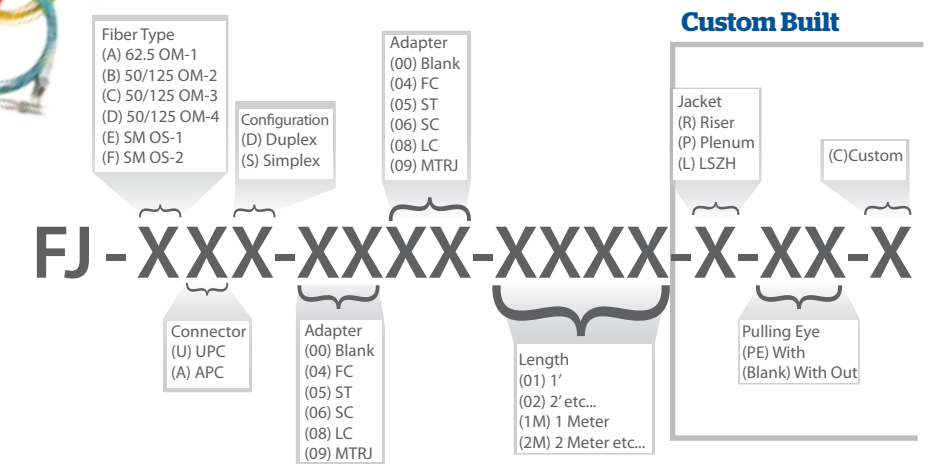 Custom Built
Fiber Type
(A) 62.5 OM-1
(B) 50/125 OM-2
(C) 50/125 OM-3
(D) 50/125 OM-4
(E) SM OS-1
(F) SM OS-2
Configuration
(D) Duplex
(S) Simplex
Adapter
(00) Blank
(04) FC
(05) ST
(06) SC
(08) LC
(09) MTRJ
Jacket
(R) Riser
(P) Plenum
(L) LSZH
(C)Custom
FJ-XXX-XXXX-XXXX-X-XX-X
Connector
(U) UPC
(A) APC
Adapter
(00) Blank
(04) FC
(05) ST
(06) SC
(08) LC
(09) MTRJ
Length
(01) 1'
(02) 2' etc...
(1M) 1 Meter
(2M) 2 Meter etc...
Pulling Eye
(PE) With
(Blank) With Out